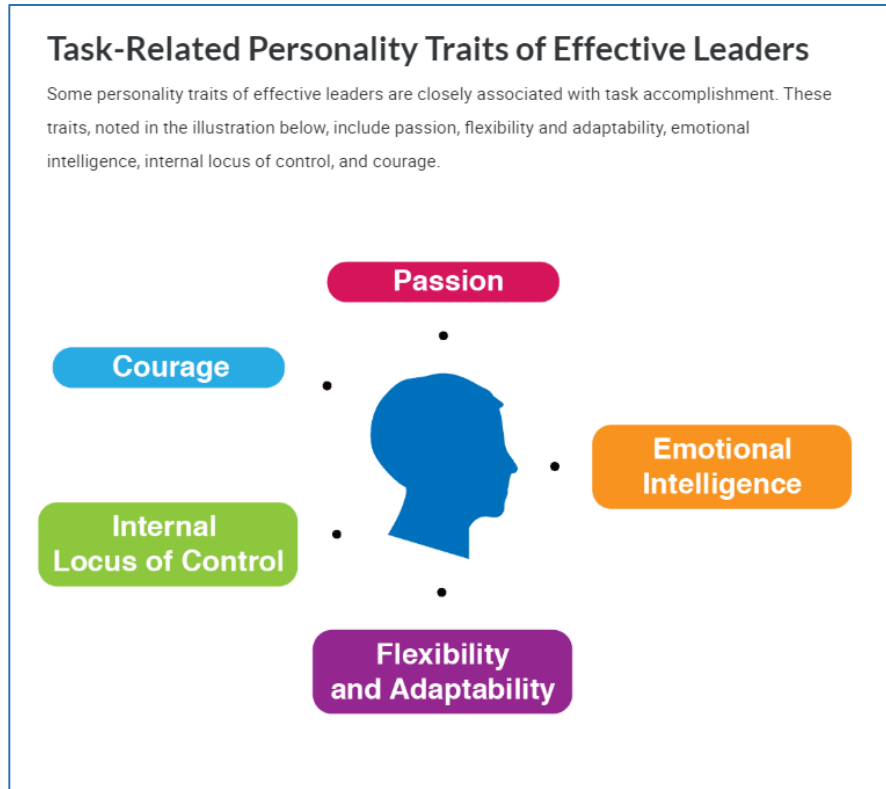 Task-Related Personality Traits of Effective Leaders
Some personality traits of effective leaders are closely associated with task accomplishment. These
traits, noted in the illustration below, include passion, flexibility and adaptability, emotional
intelligence, internal locus of control, and courage.
Passion
Courage
Emotional
Intelligence
Internal
Locus of Control
Flexibility
and Adaptability